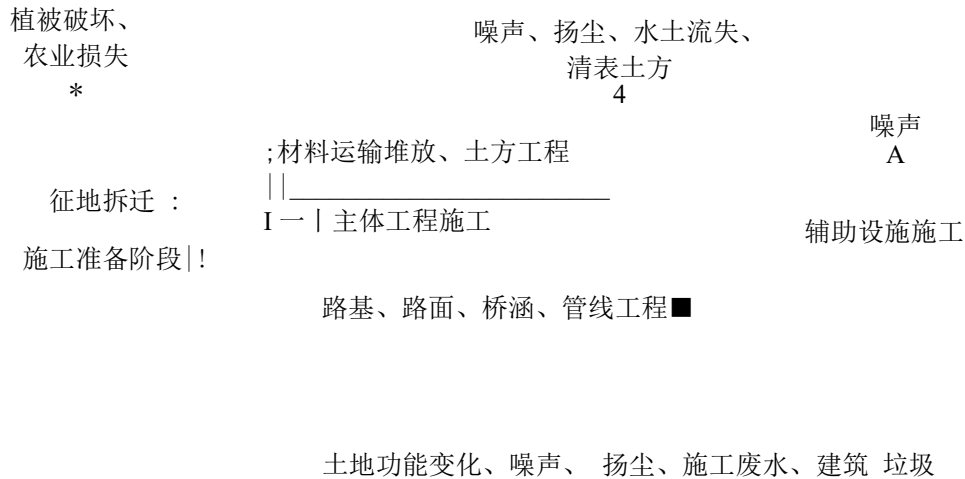 植被破坏、
农业损失
*
噪声、扬尘、水土流失、
清表土方
4
噪声
A
;材料运输堆放、土方工程
||_______________________
征地拆迁 :
I 一丨主体工程施工
辅助设施施工
施工准备阶段|!
路基、路面、桥涵、管线工程■
土地功能变化、噪声、 扬尘、施工废水、建筑 垃圾